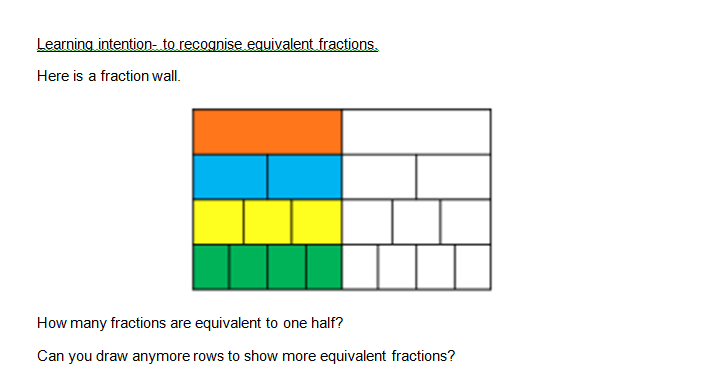 Learning intention- to recognise equivalent fractions.
Here is a fraction wall.
How many fractions are equivalent to one half?
Can you draw anymore rows to show more equivalent fractions?